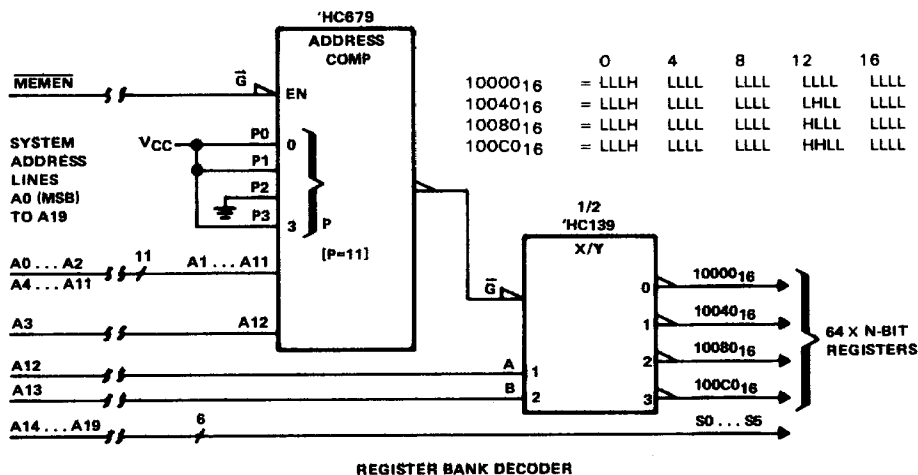 'HC679
ADDRESS
COMP
MEMEN
G
EN
SYSTEM
ADDRESS
LINES
A0 (MSB)
TO A19
VCC
P0
0
P1
P2
P3
3
P
[P=11]
A0 . . . A2
A4 . . . A11
11
A1 . . . A11
A3
A12
A12
A
1
A13
B
2
A14 . . . A19
6
S0 . . . S5
0 4 8 12 16
1000016 = LLLH LLLL LLLL LLLL LLLL
1004016 = LLLH LLLL LLLL LHLL LLLL
1008016 = LLLH LLLL LLLL HLLL LLLL
100C016 = LLLH LLLL LLLL HHLL LLLL
1/2
'HC139
X/Y
G
0
1000016
1
1004016
2
1008016
3
100C016
64 X N-BIT
REGISTERS
REGISTER BANK DECODER